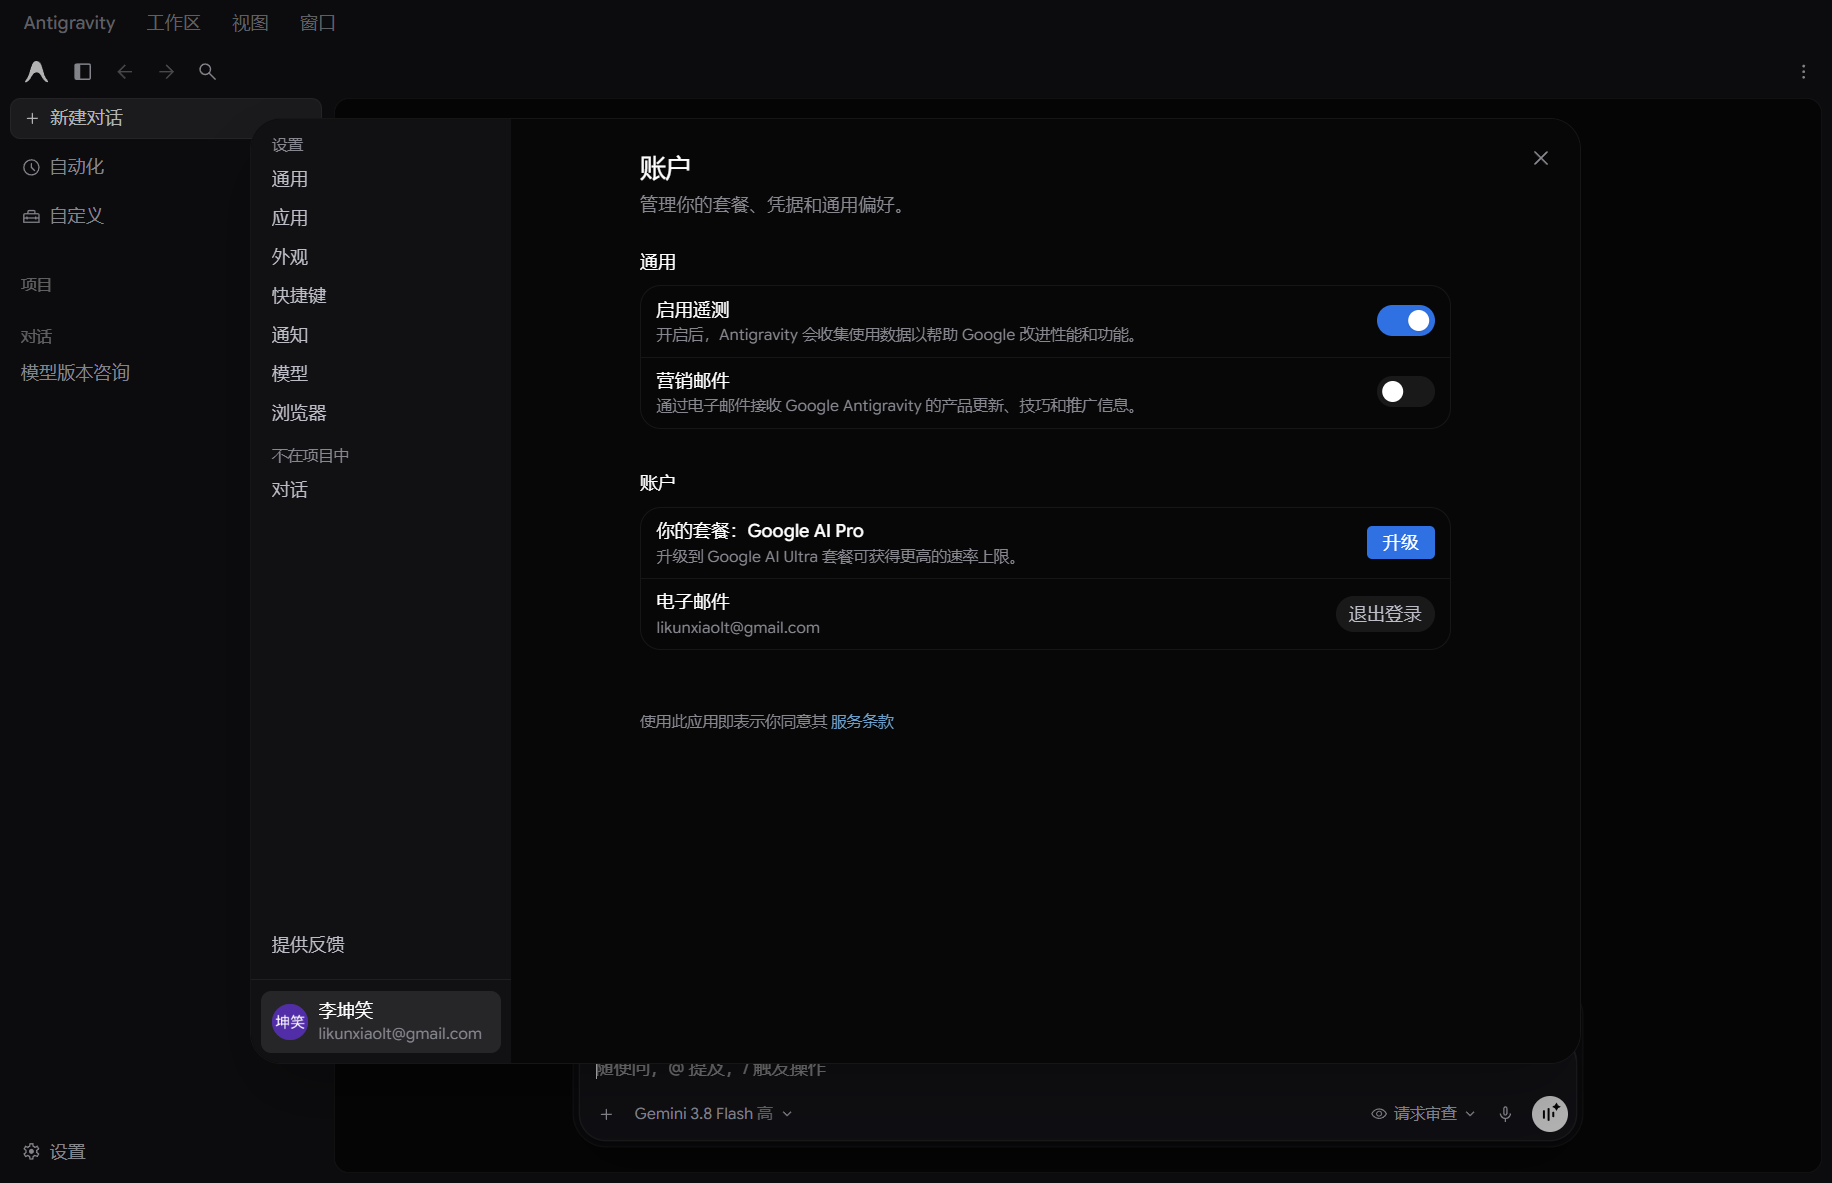 Antigravity 工作区 视图 窗口
新建对话
自动化
自定义
项目
对话
模型版本咨询
设置
设置
通用
应用
外观
快捷键
通知
模型
浏览器
不在项目中
对话
提供反馈
坤笑
李坤笑
likunxiaolt@gmail.com
账户
管理你的套餐、凭据和通用偏好。
通用
启用遥测
开启后，Antigravity 会收集使用数据以帮助 Google 改进性能和功能。
营销邮件
通过电子邮件接收 Google Antigravity 的产品更新、技巧和推广信息。
账户
你的套餐：Google AI Pro
升级到 Google AI Ultra 套餐可获得更高的速率上限。
升级
电子邮件
likunxiaolt@gmail.com
退出登录
使用此应用即表示你同意其 服务条款
随便问，@ 提及，/ 触发操作
Gemini 3.8 Flash 高
请求审查